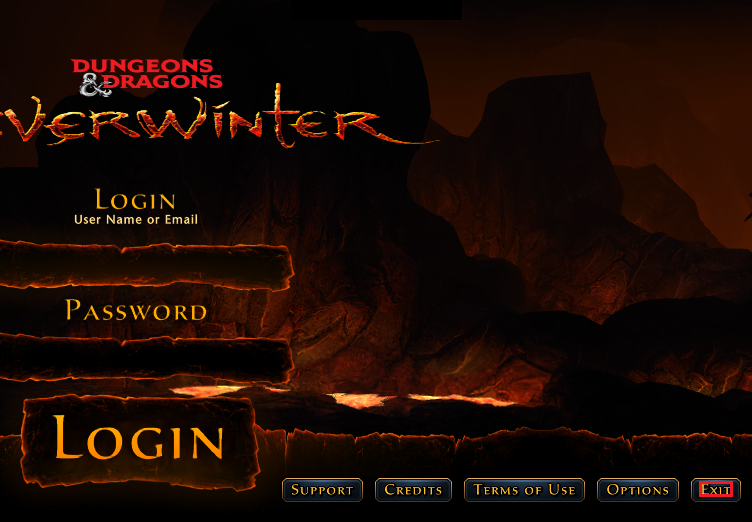 DUNGEONS
& DRAGONS
VERWINTER
LOGIN
User Name or Email
PASSWORD
LOGIN
SUPPORT
CREDITS
TERMS OF USE
OPTIONS
EXIT